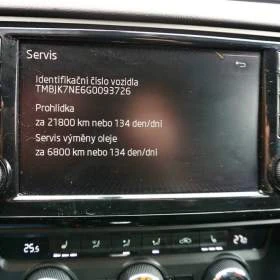 Servis
Identifikační číslo vozidla
TMBJK7NE6G0093726
Prohlídka
za 21800 km nebo 134 den/dní
Servis výměny oleje
za 6800 km nebo 134 den/dní
25.5